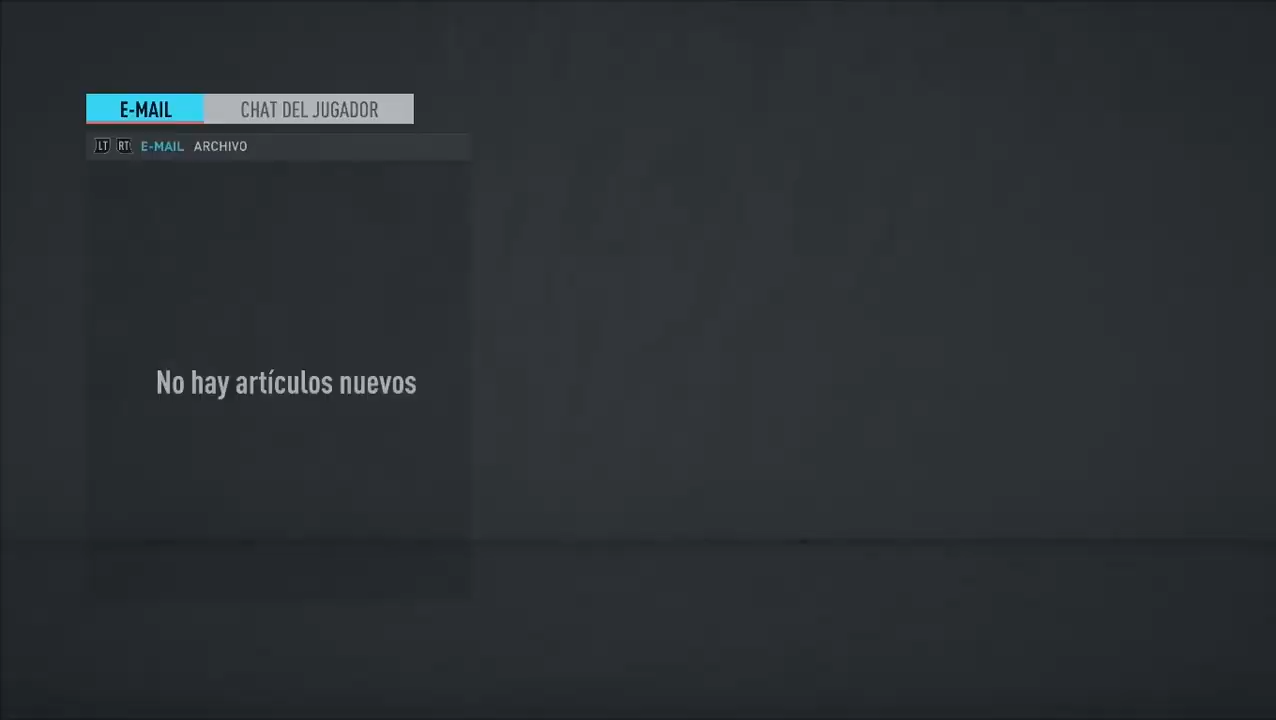 E-MAIL CHAT DEL JUGADOR
LT RT E-MAIL ARCHIVO
No hay artículos nuevos